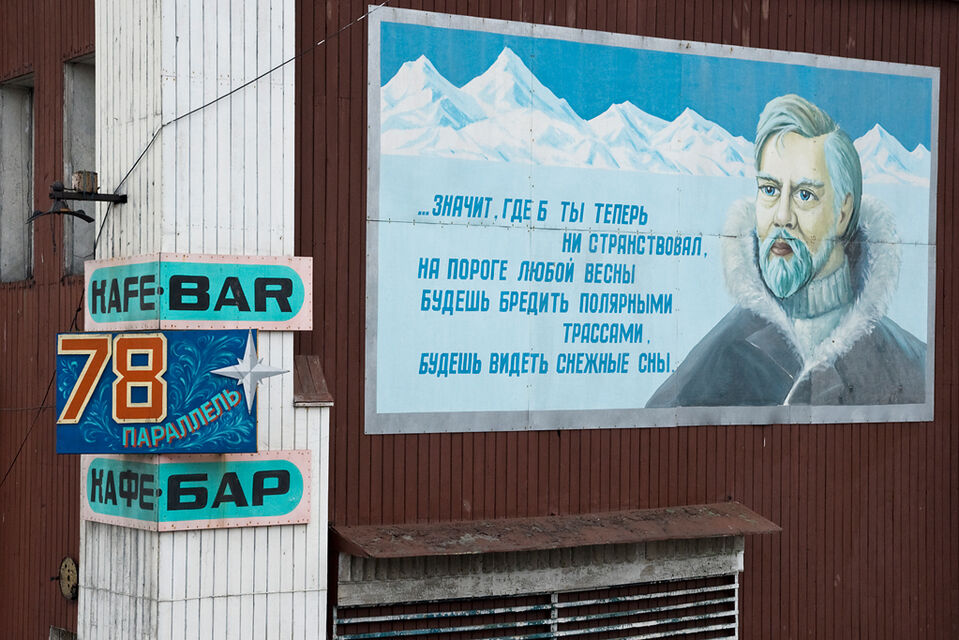 ...ЗНАЧИТ, ГДЕ Б ТЫ ТЕПЕРЬ
НИ СТРАНСТВОВАЛ,
НА ПОРОГЕ ЛЮБОЙ ВЕСНЫ
БУДЕШЬ БРЕДИТЬ ПОЛЯРНЫМИ
ТРАССАМИ,
БУДЕШЬ ВИДЕТЬ СНЕЖНЫЕ СНЫ.
KAFE·BAR
78
ПАРАЛЛЕЛЬ
КАФЕ·БАР